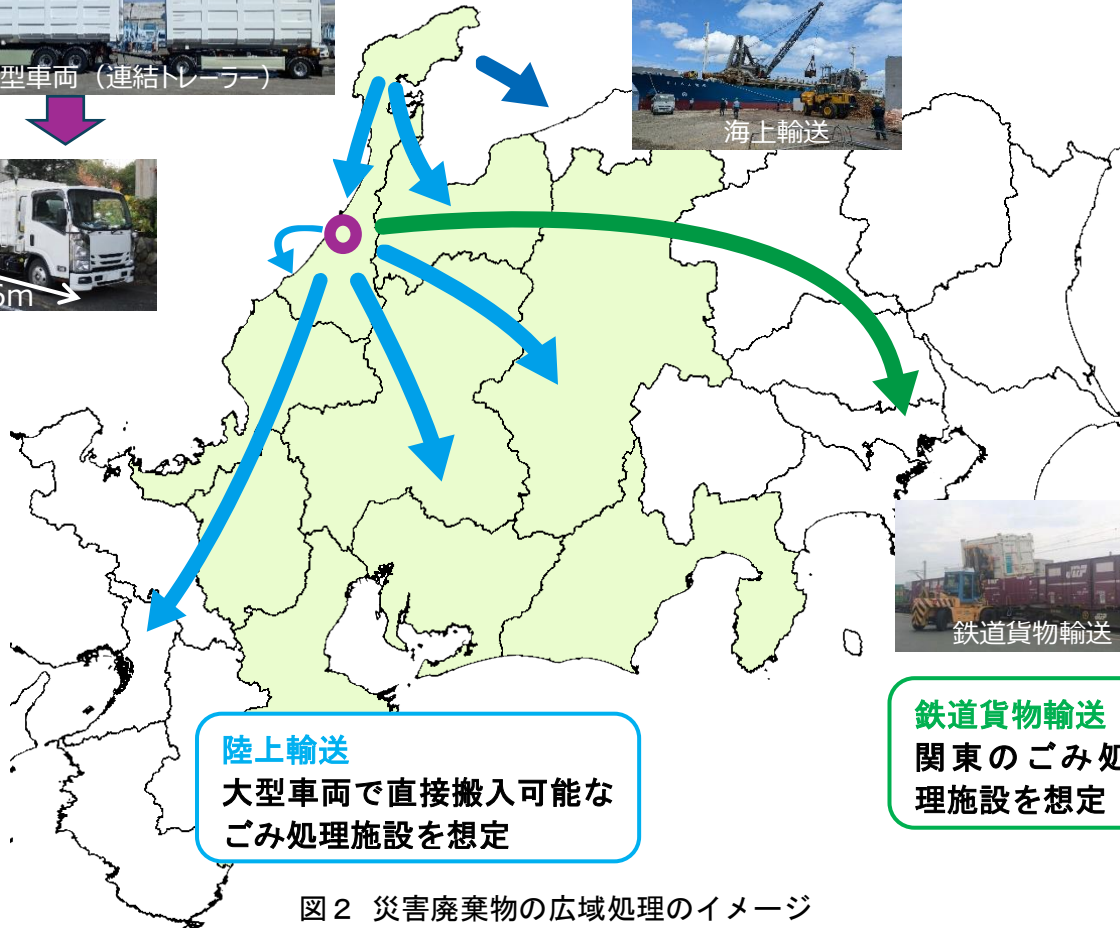 型車両（連結トレーラー）
海上輸送
5m
鉄道貨物輸送
陸上輸送
大型車両で直接搬入可能な
ごみ処理施設を想定
鉄道貨物輸送
関東のごみ処
理施設を想定
図２ 災害廃棄物の広域処理のイメージ